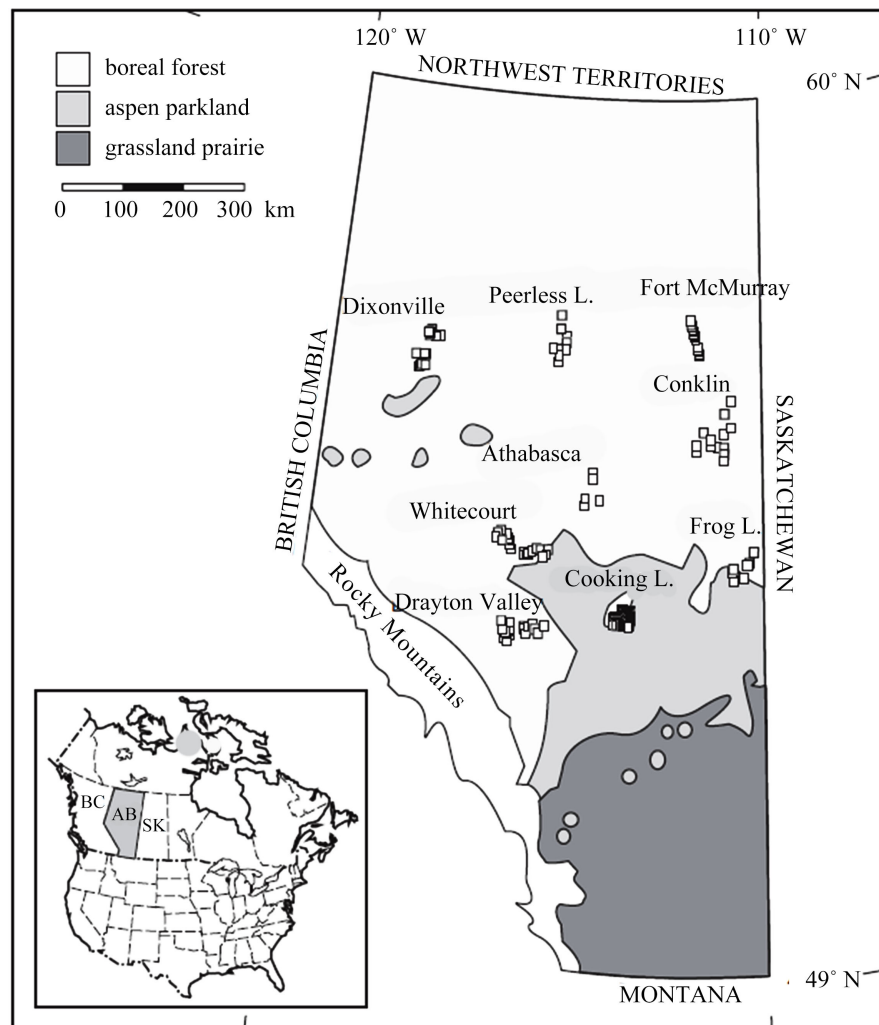 120° W
110° W
boreal forest
aspen parkland
grassland prairie
0 100 200 300 km
NORTHWEST TERRITORIES
60° N
Dixonville
Peerless L.
Fort McMurray
Conklin
BRITISH COLUMBIA
SASKATCHEWAN
Athabasca
Whitecourt
Frog L.
Cooking L.
Drayton Valley
Rocky Mountains
BC
AB
SK
49° N
MONTANA